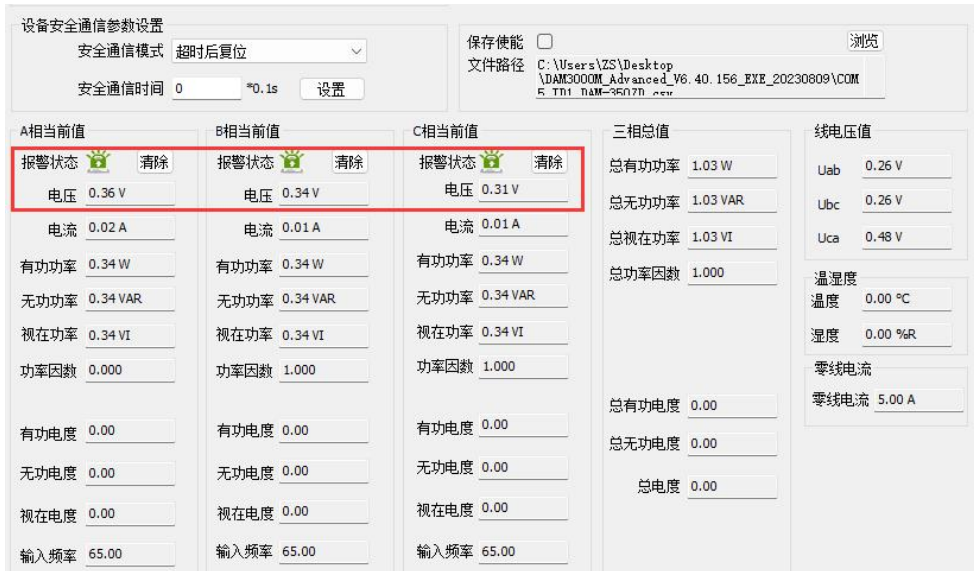 设备安全通信参数设置
安全通信模式 超时后复位
安全通信时间 0 *0.1s 设置
保存使能 浏览
文件路径 C:\Users\ZS\Desktop
\DAM3000M_Advanced_V6.40.156_EXE_20230809\COM
5_ID1_DAM-3507D.csv
A相当前值
报警状态 清除
电压 0.36 V
电流 0.02 A
有功功率 0.34 W
无功功率 0.34 VAR
视在功率 0.34 VI
功率因数 0.000
有功电度 0.00
无功电度 0.00
视在电度 0.00
输入频率 65.00
B相当前值
报警状态 清除
电压 0.34 V
电流 0.01 A
有功功率 0.34 W
无功功率 0.34 VAR
视在功率 0.34 VI
功率因数 1.000
有功电度 0.00
无功电度 0.00
视在电度 0.00
输入频率 65.00
C相当前值
报警状态 清除
电压 0.31 V
电流 0.01 A
有功功率 0.34 W
无功功率 0.34 VAR
视在功率 0.34 VI
功率因数 1.000
有功电度 0.00
无功电度 0.00
视在电度 0.00
输入频率 65.00
三相总值
总有功功率 1.03 W
总无功功率 1.03 VAR
总视在功率 1.03 VI
总功率因数 1.000
总有功电度 0.00
总无功电度 0.00
总电度 0.00
线电压值
Uab 0.26 V
Ubc 0.26 V
Uca 0.48 V
温湿度
温度 0.00 ℃
湿度 0.00 %R
零线电流
零线电流 5.00 A